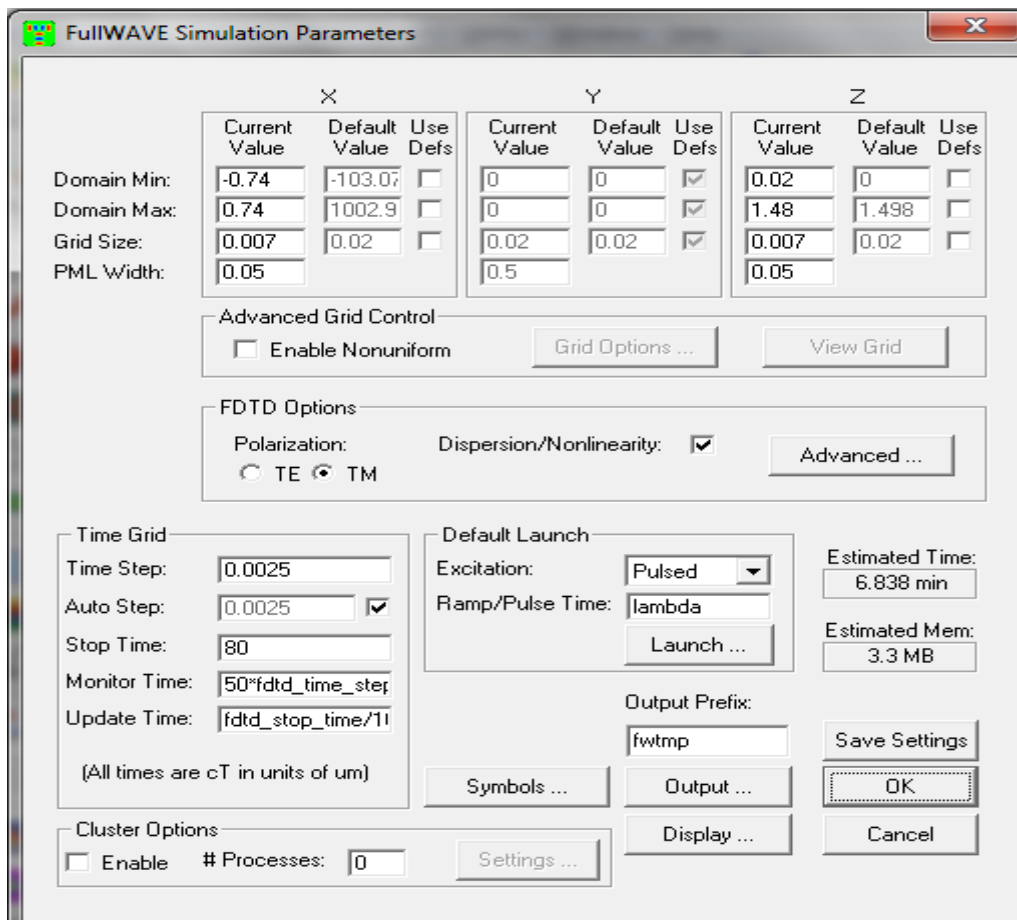 FullWAVE Simulation Parameters
X Y Z
Current Value Default Value Use Defs Current Value Default Value Use Defs Current Value Default Value Use Defs
Domain Min: -0.74 -103.07 0 0 0.02 0
Domain Max: 0.74 1002.9 0 0 1.48 1.498
Grid Size: 0.007 0.02 0.02 0.02 0.007 0.02
PML Width: 0.05 0.5 0.05
Advanced Grid Control
Enable Nonuniform Grid Options ... View Grid
FDTD Options
Polarization: Dispersion/Nonlinearity: Advanced ...
TE TM
Time Grid
Time Step: 0.0025
Auto Step: 0.0025
Stop Time: 80
Monitor Time: 50*fdtd_time_step
Update Time: fdtd_stop_time/1
(All times are cT in units of um)
Default Launch
Excitation: Pulsed
Ramp/Pulse Time: lambda
Launch ...
Estimated Time:
6.838 min
Estimated Mem:
3.3 MB
Output Prefix:
fwtmp
Save Settings
Symbols ... Output ... OK
Display ... Cancel
Cluster Options
Enable # Processes: 0 Settings ...